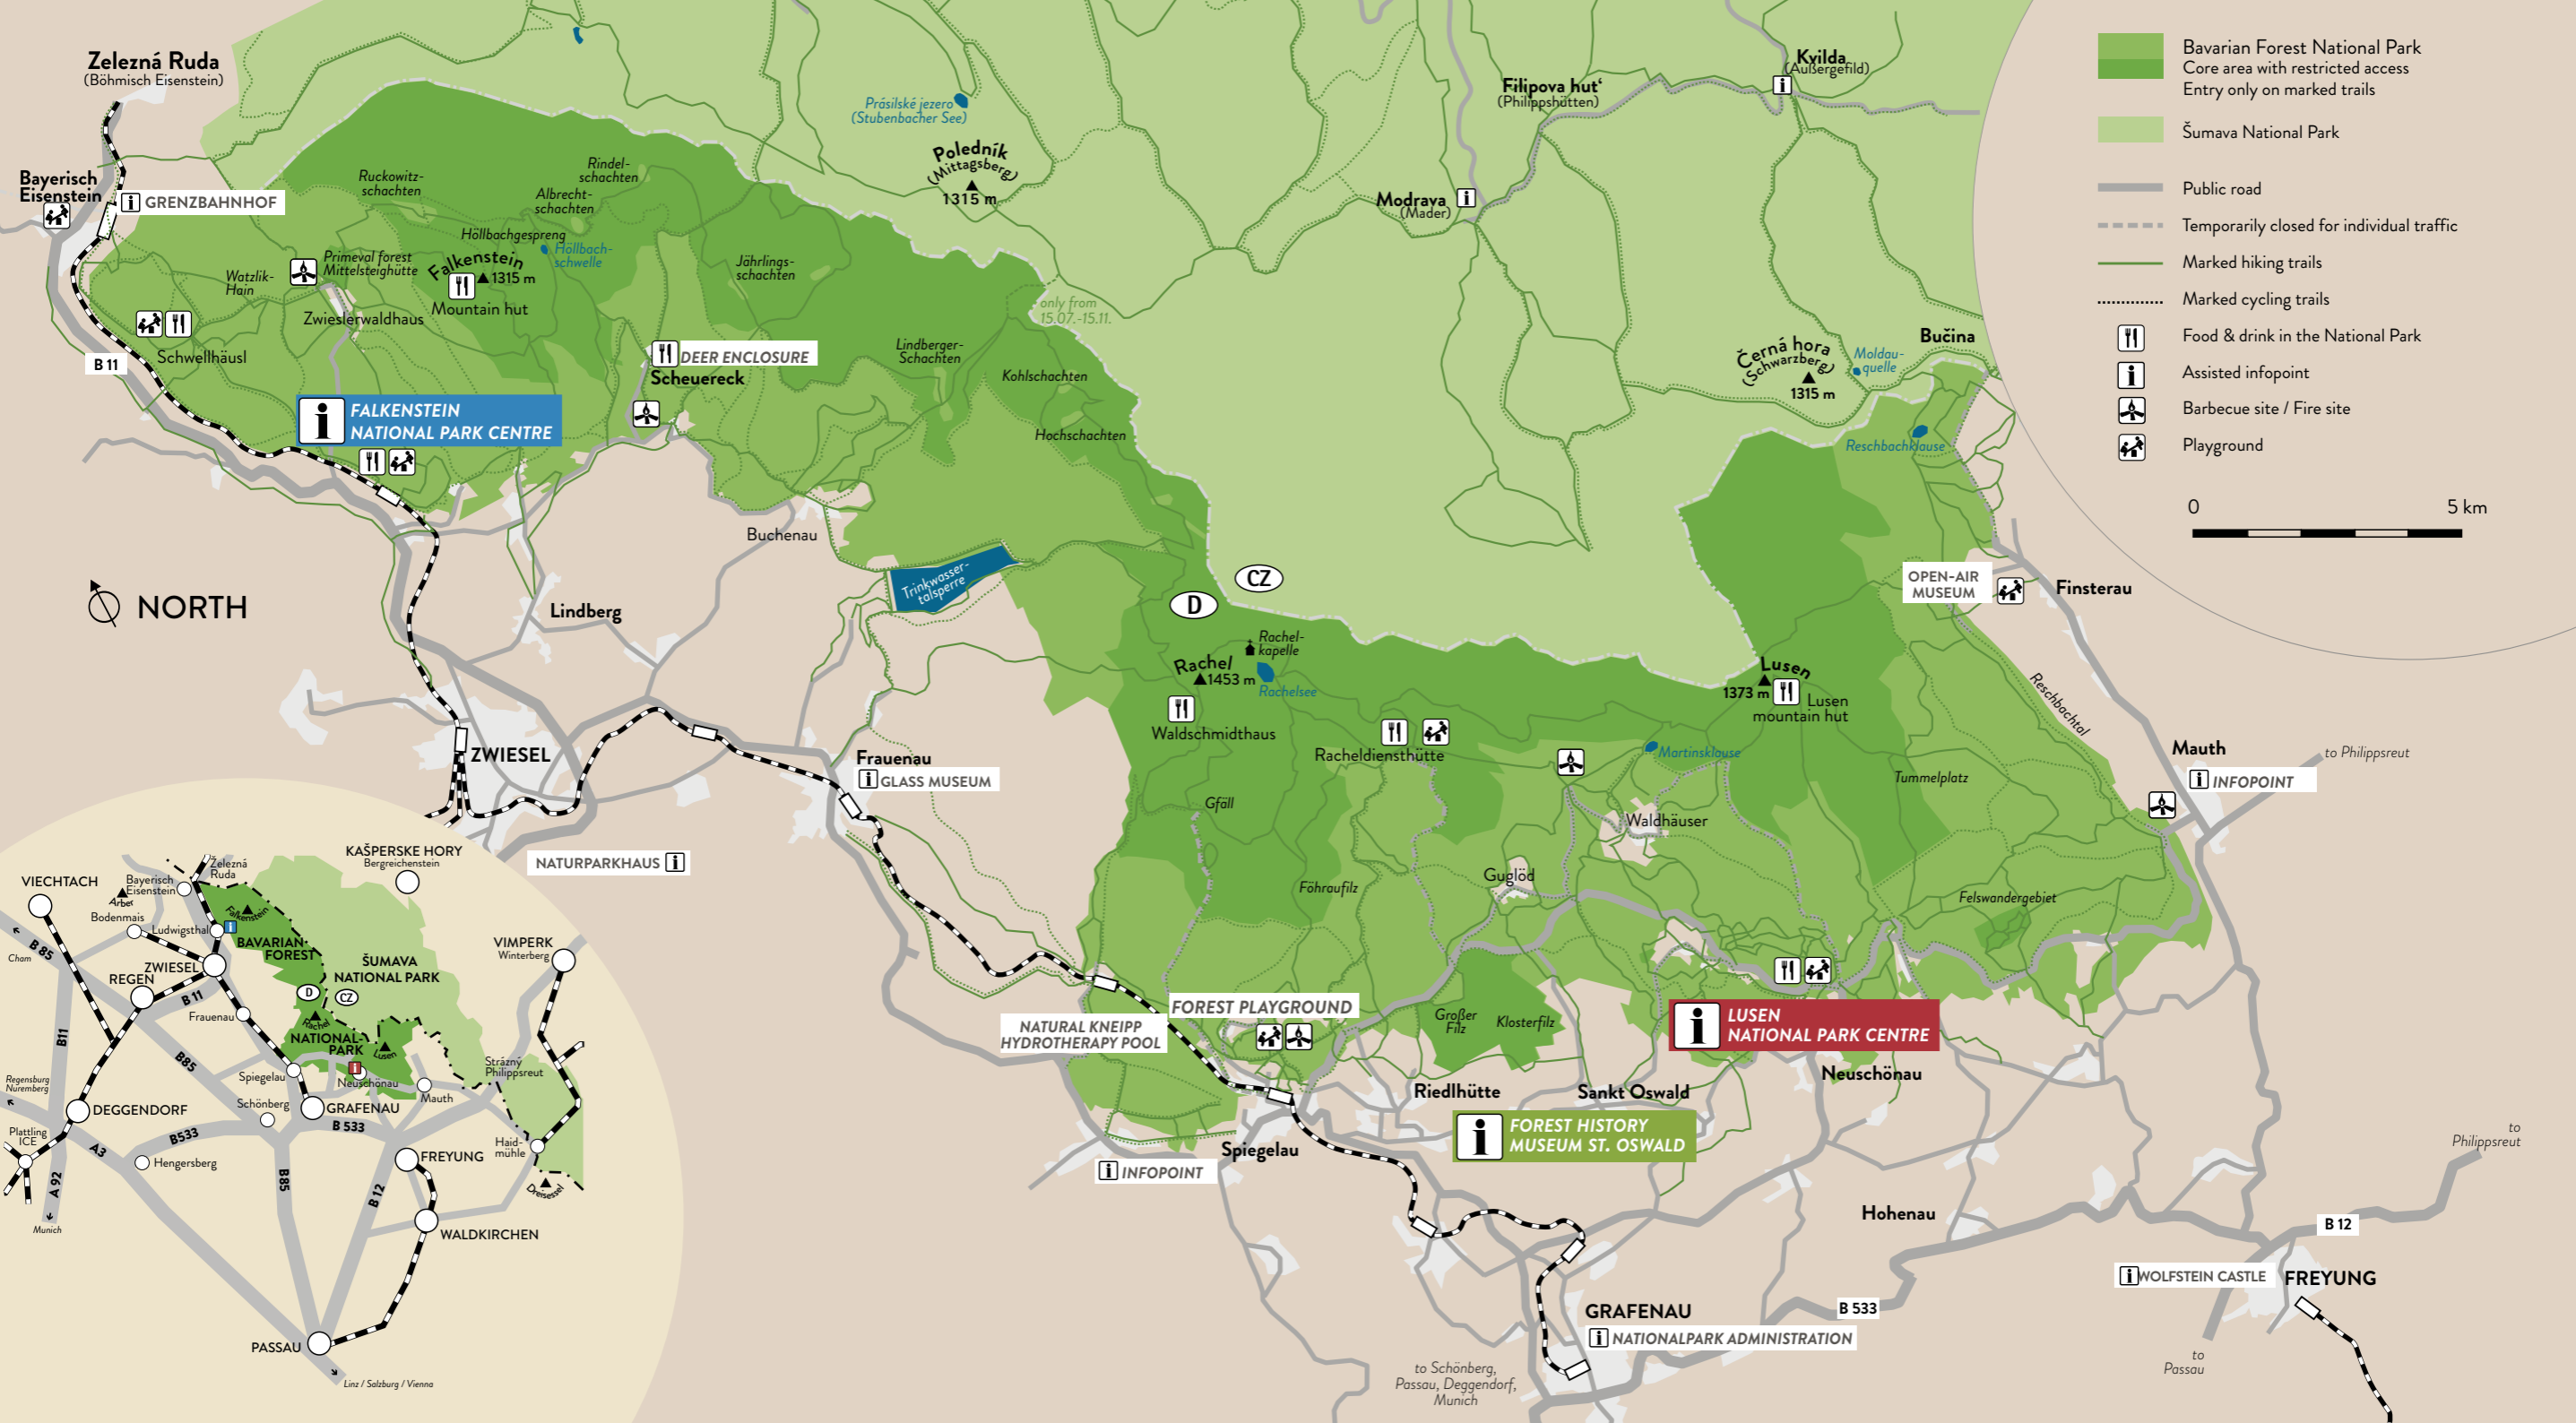 Zelezná Ruda
(Böhmisch Eisenstein)
Bayerisch
Eisenstein
GRENZBAHNHOF
Ruckowitz-
schachten
Rindel-
schachten
Albrecht-
schachten
Höllbachgespreng
Höllbach-
schwelle
Watzlik-
Hain
Primeval forest
Mittelsteighütte
Falkenstein
1315 m
Mountain hut
Zwieslerwaldhaus
Schwellhäusl
B 11
Jährlings-
schachten
DEER ENCLOSURE
Scheuereck
FALKENSTEIN
NATIONAL PARK CENTRE
Lindberger-
Schachten
Kohlschachten
Hochschachten
Prásilské jezero
(Stubenbacher See)
Poledník
(Mittagsberg)
1315 m
only from
15.07.-15.11.
Filipova hut‘
(Philippshütten)
Kvilda
(Außergefild)
Modrava
(Mader)
Černá hora
(Schwarzberg)
1315 m
Moldau-
quelle
Bučina
Reschbachklause
Bavarian Forest National Park
Core area with restricted access
Entry only on marked trails
Šumava National Park
Public road
Temporarily closed for individual traffic
Marked hiking trails
Marked cycling trails
Food & drink in the National Park
Assisted infopoint
Barbecue site / Fire site
Playground
0 5 km
NORTH
Buchenau
Lindberg
Trinkwasser-
talsperre
CZ
D
Rachel-
kapelle
Rachel
1453 m
Rachelsee
Waldschmidthaus
Racheldiensthütte
Lusen
1373 m
Lusen
mountain hut
Martinsklause
OPEN-AIR
MUSEUM
Finsterau
Reschbachtal
Mauth
INFOPOINT
to Philippsreut
Tummelplatz
Waldhäuser
Guglöd
Gfäll
Föhraufilz
Felswandergebiet
ZWIESEL
Frauenau
GLASS MUSEUM
NATURPARKHAUS
FOREST PLAYGROUND
NATURAL KNEIPP
HYDROTHERAPY POOL
Großer
Filz
Klosterfilz
LUSEN
NATIONAL PARK CENTRE
Neuschönau
Riedlhütte
Sankt Oswald
FOREST HISTORY
MUSEUM ST. OSWALD
Spiegelau
INFOPOINT
Hohenau
to
Philippsreut
B 12
WOLFSTEIN CASTLE
FREYUNG
B 533
GRAFENAU
NATIONALPARK ADMINISTRATION
to Schönberg,
Passau, Deggendorf,
Munich
to
Passau
KAŠPERSKE HORY
Bergreichenstein
VIECHTACH
Železná
Ruda
Bayerisch
Eisenstein
Arber
Bodenmais
Ludwigsthal
Falkenstein
BAVARIAN-
FOREST
ŠUMAVA
NATIONAL PARK
VIMPERK
Winterberg
B 85
Cham
ZWIESEL
REGEN
B 11
D
CZ
Frauenau
Rachel
NATIONAL-
PARK
Lusen
B11
B85
Strázný
Philippsreut
Spiegelau
Neuschönau
Mauth
Regensburg
Nuremberg
DEGGENDORF
Schönberg
GRAFENAU
B 533
Plattling
ICE
A3
B533
Hengersberg
Haid-
mühle
FREYUNG
A 92
B85
B 12
Dreisessel
Munich
WALDKIRCHEN
PASSAU
Linz / Salzburg / Vienna